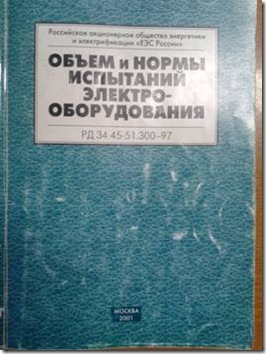 Российское акционерное общество энергетики
и электрификации «ЕЭС России»
ОБЪЕМ И НОРМЫ
ИСПЫТАНИЙ
ЭЛЕКТРО-
ОБОРУДОВАНИЯ
РД 34.45-51.300-97
МОСКВА
2001